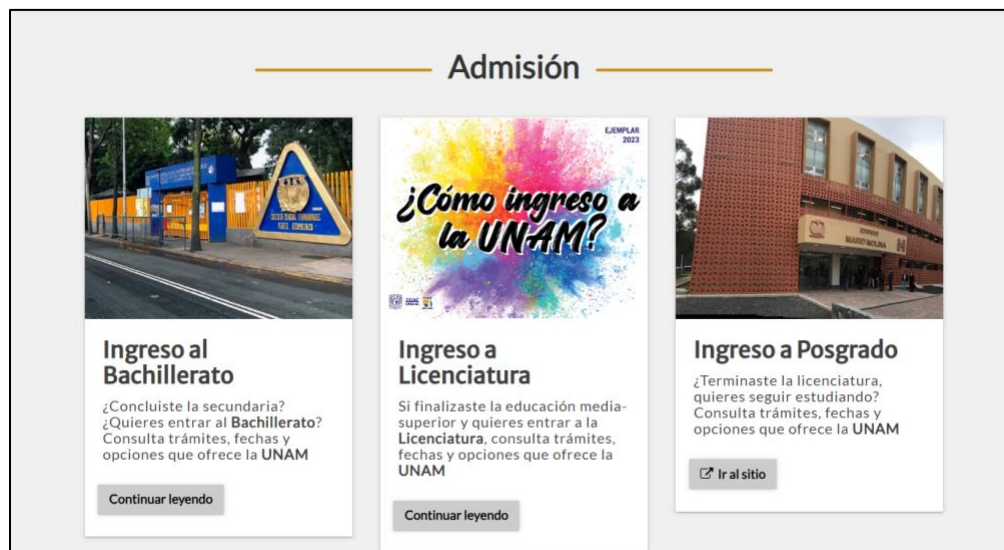 Admisión
EJEMPLAR
2023
¿Cómo ingreso a
la UNAM?
MARIO MOLINA
Ingreso al
Bachillerato
¿Concluiste la secundaria?
¿Quieres entrar al Bachillerato?
Consulta trámites, fechas y
opciones que ofrece la UNAM
Continuar leyendo
Ingreso a
Licenciatura
Si finalizaste la educación media-
superior y quieres entrar a la
Licenciatura, consulta trámites,
fechas y opciones que ofrece la
UNAM
Continuar leyendo
Ingreso a Posgrado
¿Terminaste la licenciatura,
quieres seguir estudiando?
Consulta trámites, fechas y
opciones que ofrece la UNAM
Ir al sitio